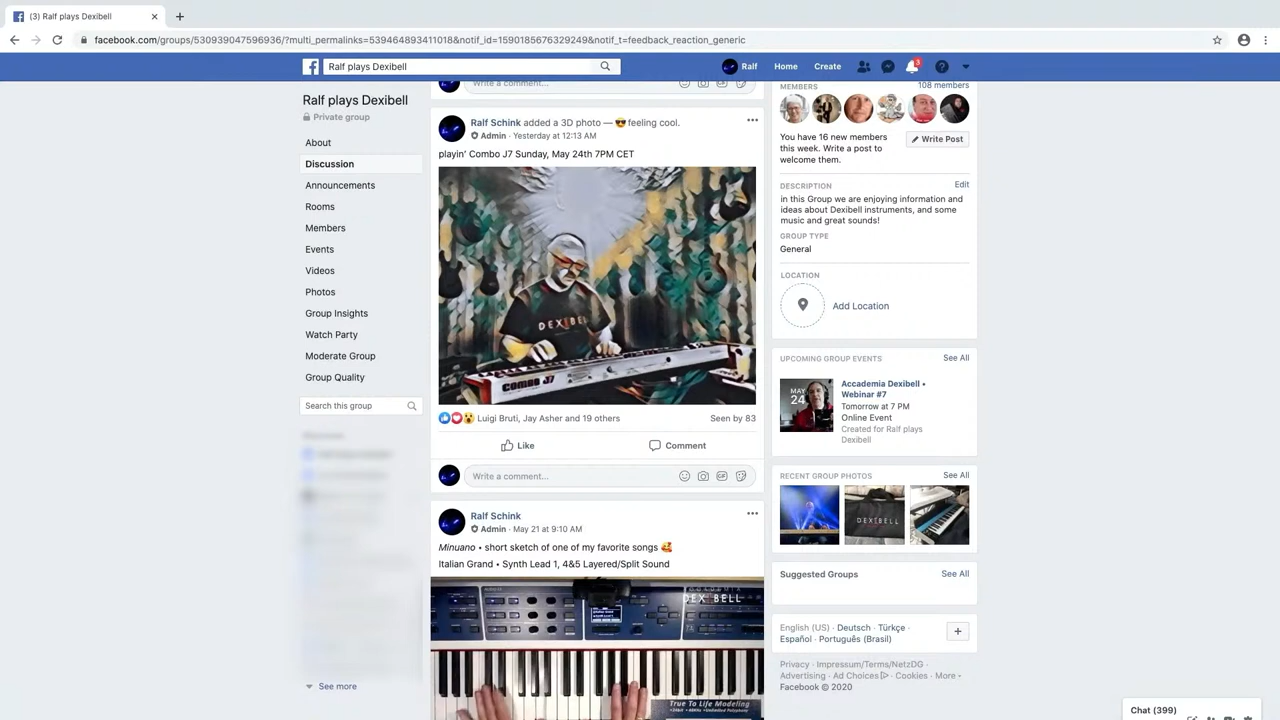 (3) Ralf plays Dexibell
facebook.com/groups/530939047596936/?multi_permalinks=539464893411018&notif_id=1590185676329249&notif_t=feedback_reaction_generic
Ralf plays Dexibell
Ralf
Home
Create
3
Ralf plays Dexibell
Private group
About
Discussion
Announcements
Rooms
Members
Events
Videos
Photos
Group Insights
Watch Party
Moderate Group
Group Quality
Search this group
See more
Write a comment...
Ralf Schink added a 3D photo — 😎 feeling cool.
Admin · Yesterday at 12:13 AM
playin' Combo J7 Sunday, May 24th 7PM CET
DEXIBELL
COMBO J7
Luigi Bruti, Jay Asher and 19 others
Seen by 83
Like
Comment
Write a comment...
GIF
Ralf Schink
Admin · May 21 at 9:10 AM
Minuano • short sketch of one of my favorite songs 🥰
Italian Grand • Synth Lead 1, 4&5 Layered/Split Sound
DEXIBELL
True To Life Modeling
MEMBERS
108 members
You have 16 new members
this week. Write a post to
welcome them.
Write Post
DESCRIPTION
Edit
in this Group we are enjoying information and
ideas about Dexibell instruments, and some
music and great sounds!
GROUP TYPE
General
LOCATION
Add Location
UPCOMING GROUP EVENTS
See All
MAY
24
Accademia Dexibell •
Webinar #7
Tomorrow at 7 PM
Online Event
Created for Ralf plays
Dexibell
RECENT GROUP PHOTOS
See All
DEXIBELL
Suggested Groups
See All
English (US) · Deutsch · Türkçe ·
Español · Português (Brasil)
Privacy · Impressum/Terms/NetzDG ·
Advertising · Ad Choices · Cookies · More
Facebook © 2020
Chat (399)